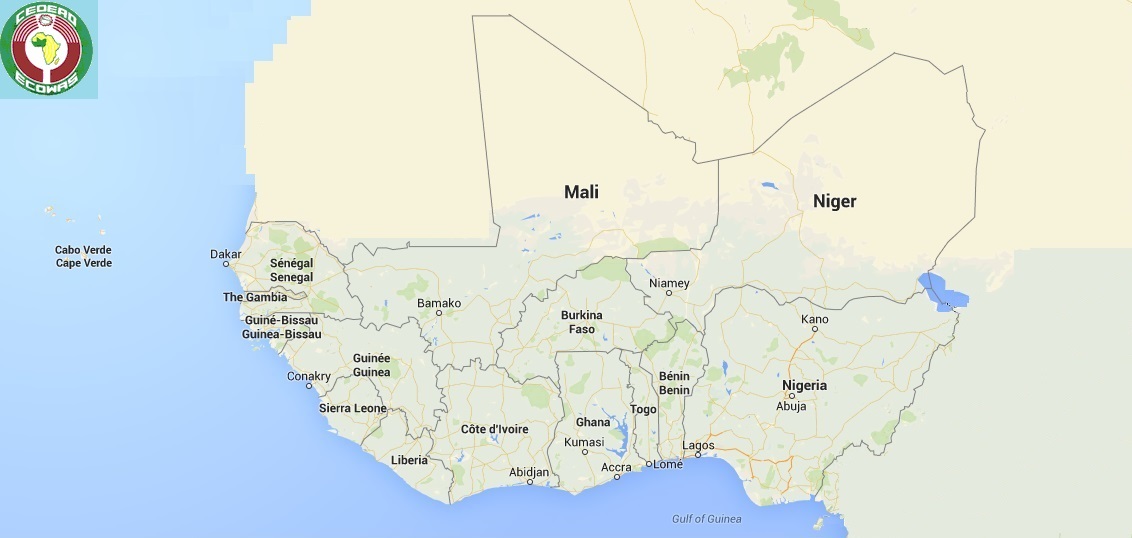 CEDEAO
ECOWAS
Mali
Niger
Cabo Verde
Cape Verde
Dakar
Sénégal
Senegal
The Gambia
Niamey
Bamako
Guiné-Bissau
Guinea-Bissau
Burkina
Faso
Kano
Guinée
Guinea
Conakry
Bénin
Benin
Nigeria
Abuja
Sierra Leone
Togo
Ghana
Côte d'Ivoire
Kumasi
Lagos
Liberia
Abidjan
Accra
Lome
Gulf of Guinea